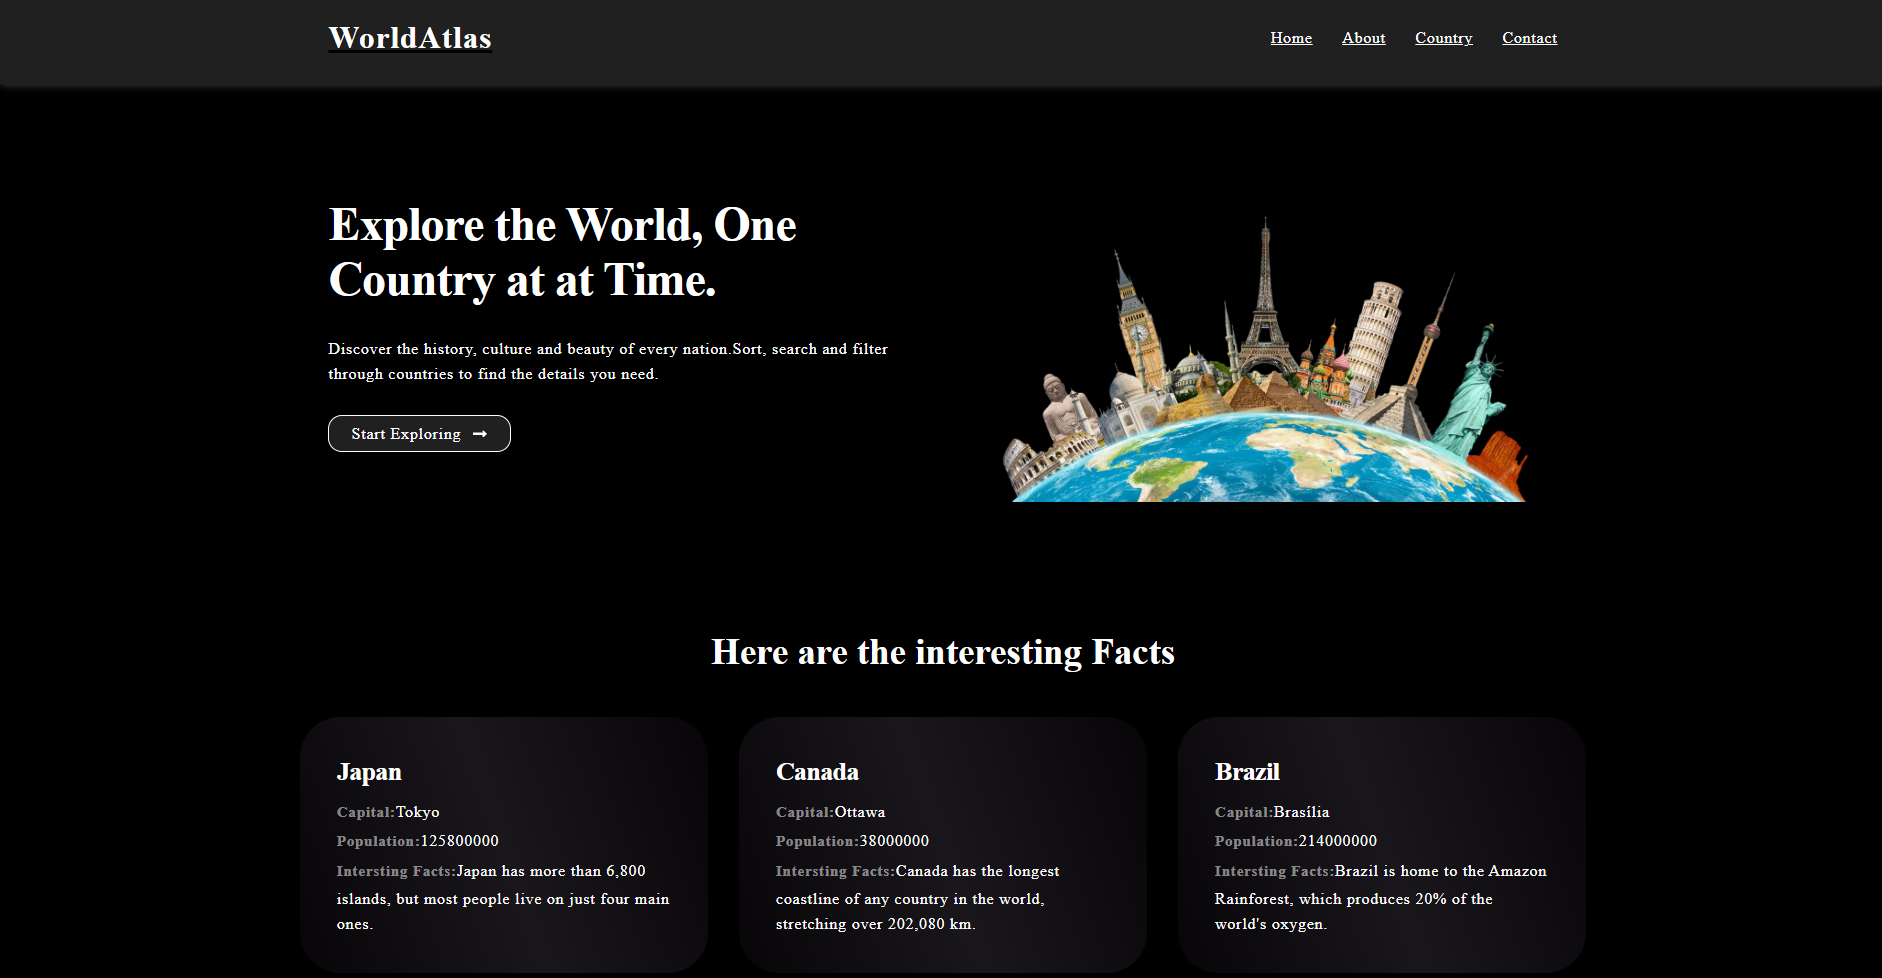 WorldAtlas
Home About Country Contact
Explore the World, One
Country at at Time.
Discover the history, culture and beauty of every nation.Sort, search and filter
through countries to find the details you need.
Start Exploring
Here are the interesting Facts
Japan
Capital:Tokyo
Population:125800000
Intersting Facts:Japan has more than 6,800
islands, but most people live on just four main
ones.
Canada
Capital:Ottawa
Population:38000000
Intersting Facts:Canada has the longest
coastline of any country in the world,
stretching over 202,080 km.
Brazil
Capital:Brasília
Population:214000000
Intersting Facts:Brazil is home to the Amazon
Rainforest, which produces 20% of the
world's oxygen.